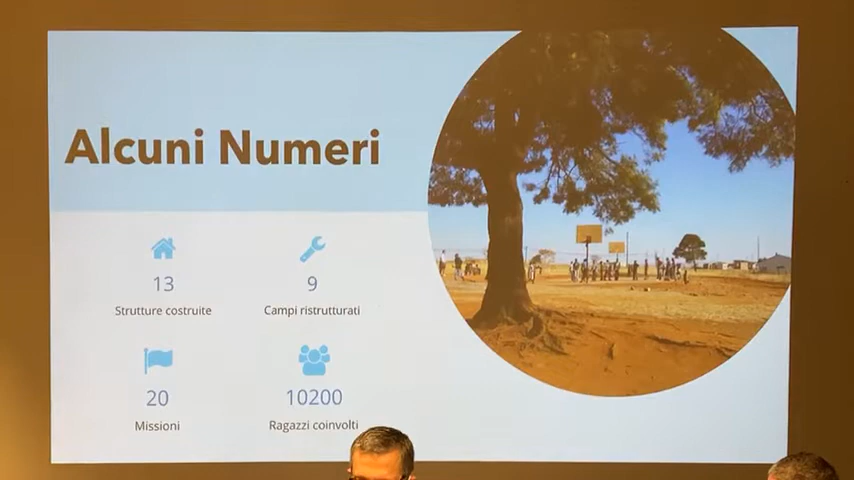 Alcuni Numeri
13
Strutture costruite
9
Campi ristrutturati
20
Missioni
10200
Ragazzi coinvolti